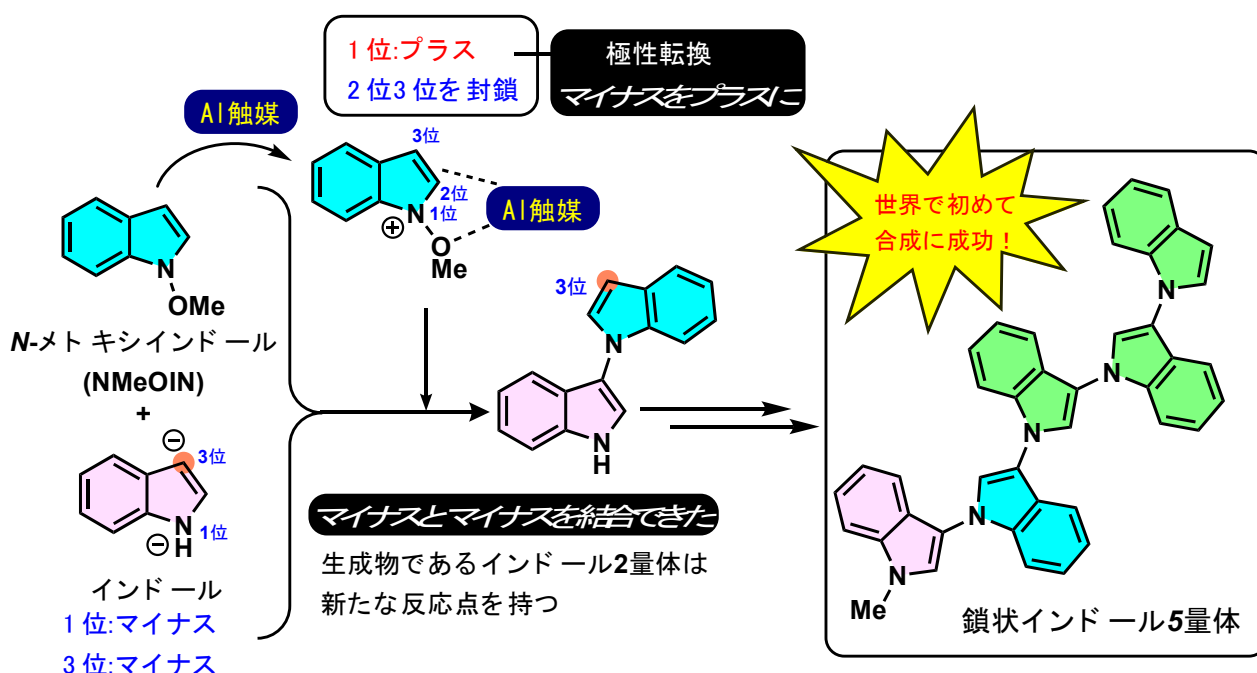 1位:プラス
2位3位を封鎖
極性転換
マイナスをプラスに
Al触媒
3位
2位
1位
N
⊕
O
Me
Al触媒
N
OMe
N-メトキシインドール
(NMeOIN)
+
⊖
3位
N
H
1位
⊖
インドール
1位:マイナス
3位:マイナス
3位
N
N
H
マイナスとマイナスを結合できた
生成物であるインドール2量体は
新たな反応点を持つ
世界で初めて
合成に成功!
N
N
N
N
N
Me
鎖状インドール5量体